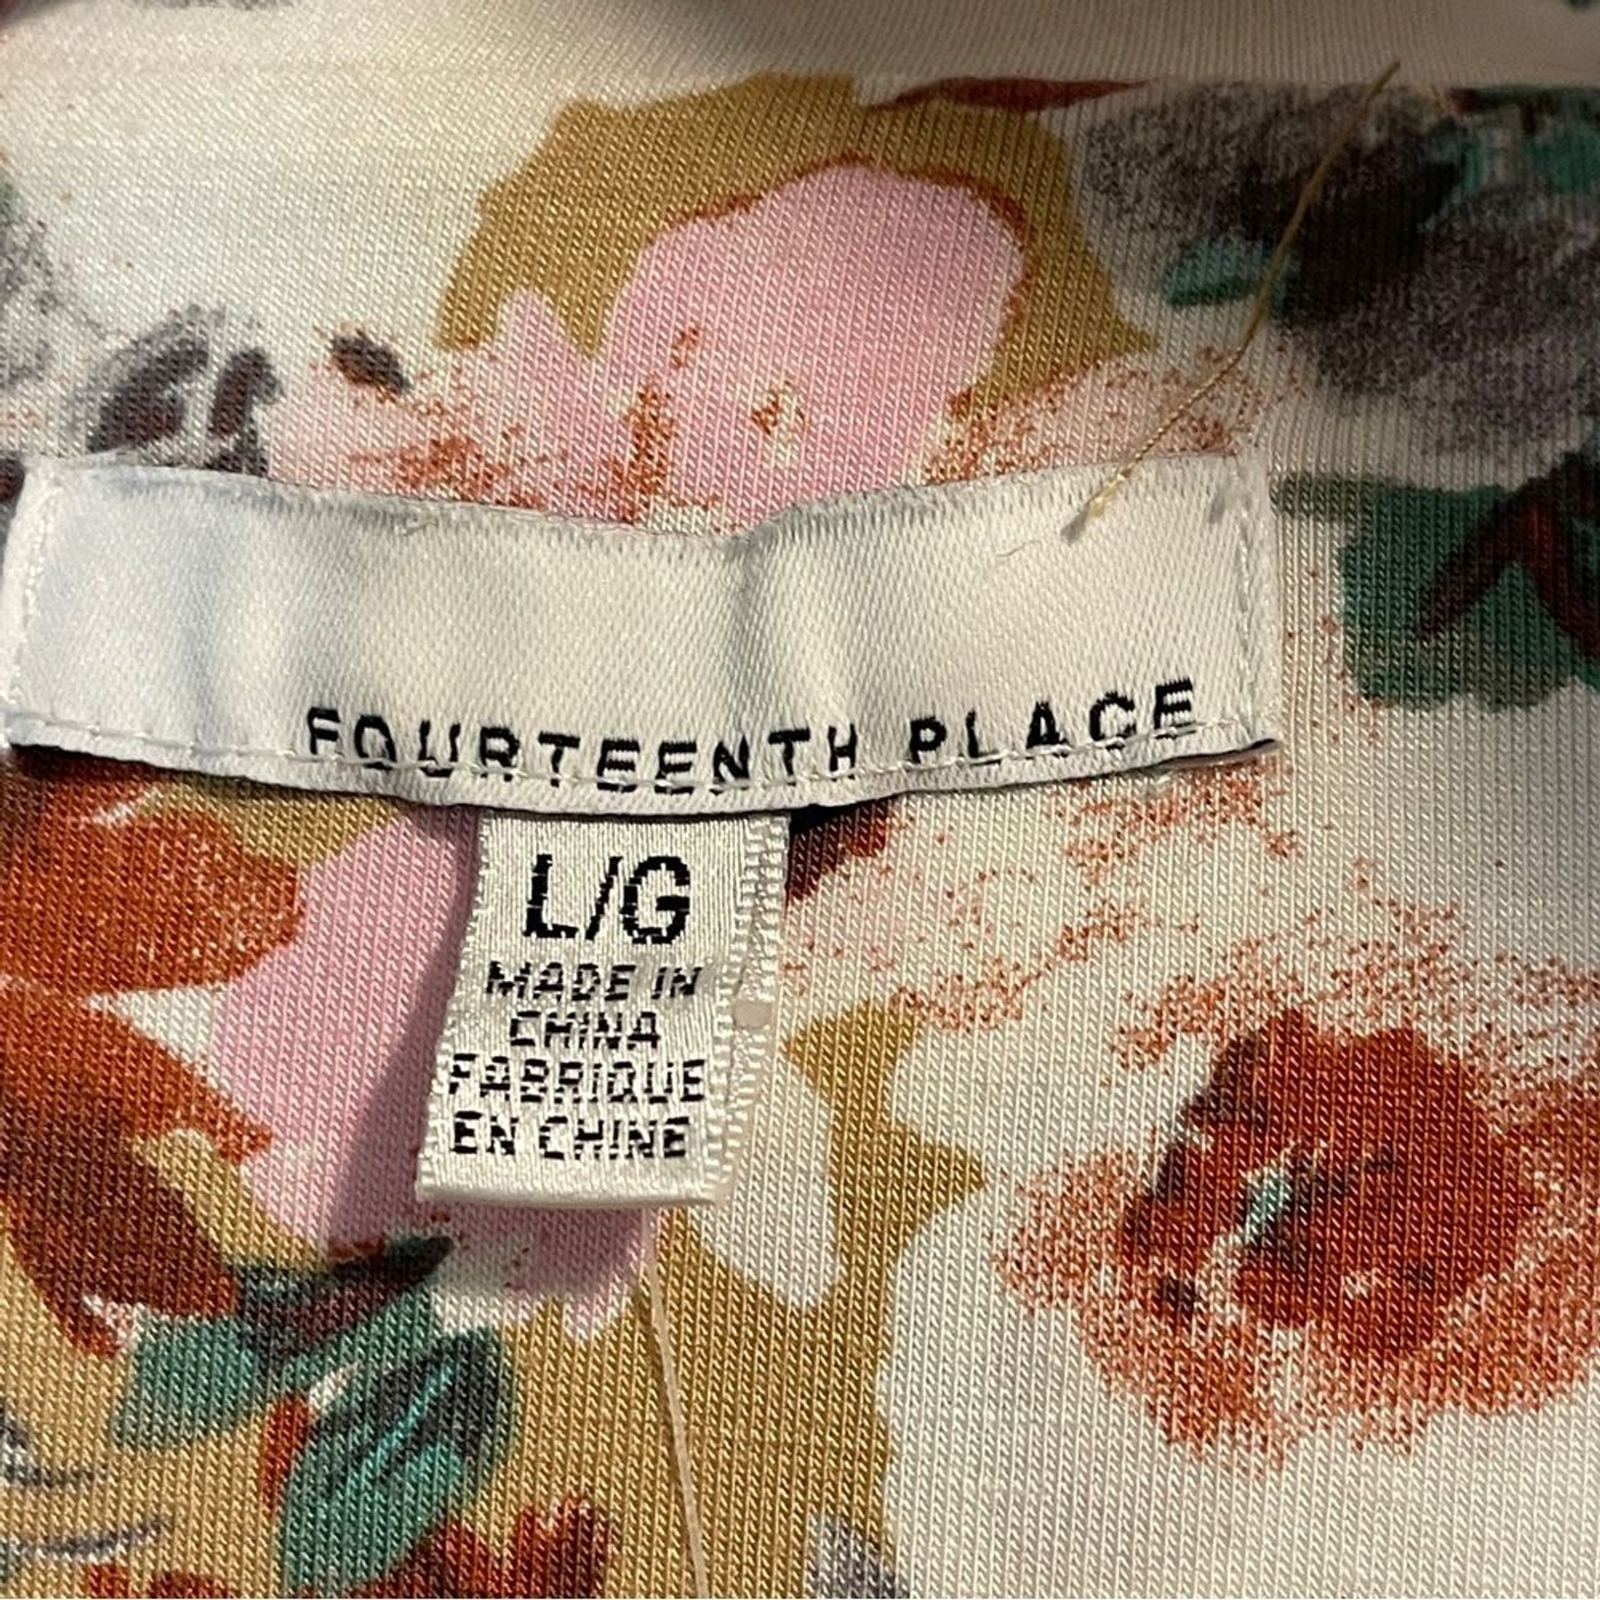 FOURTEENTH PLACE
L/G
MADE IN
CHINA
FABRIQUE
EN CHINE